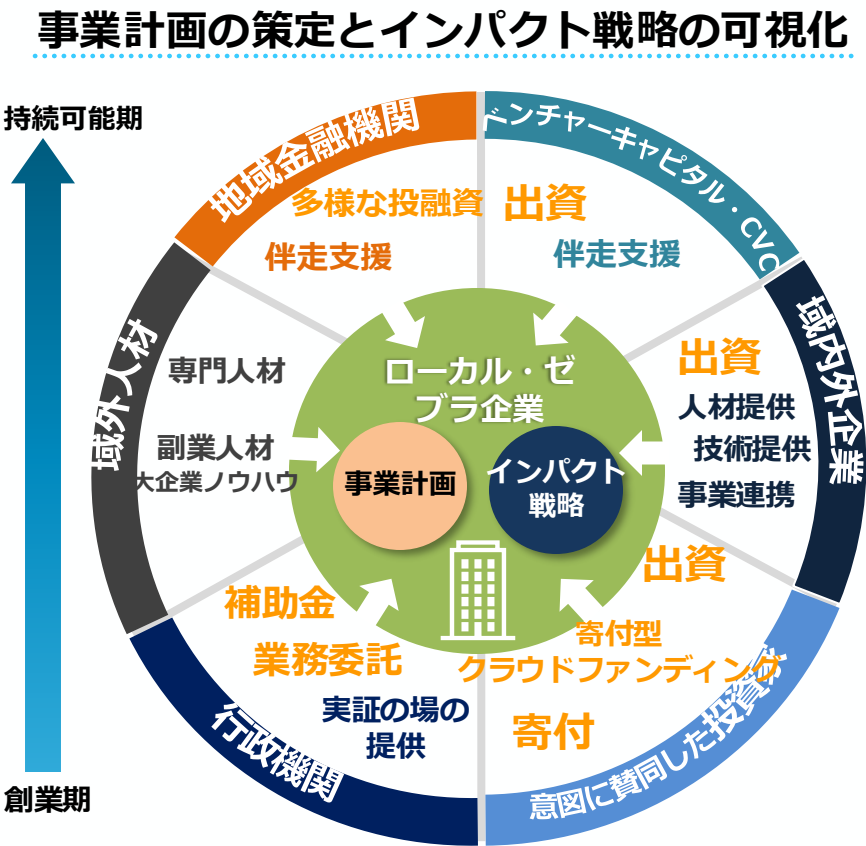 事業計画の策定とインパクト戦略の可視化
持続可能期
地域金融機関
ベンチャーキャピタル・CVC
多様な投融資
出資
伴走支援
伴走支援
域外人材
域内外企業
専門人材
副業人材
大企業ノウハウ
ローカル・ゼ
ブラ企業
事業計画
インパクト
戦略
出資
人材提供
技術提供
事業連携
補助金
業務委託
実証の場の
提供
行政機関
出資
寄付型
クラウドファンディング
寄付
意図に賛同した投資家
創業期